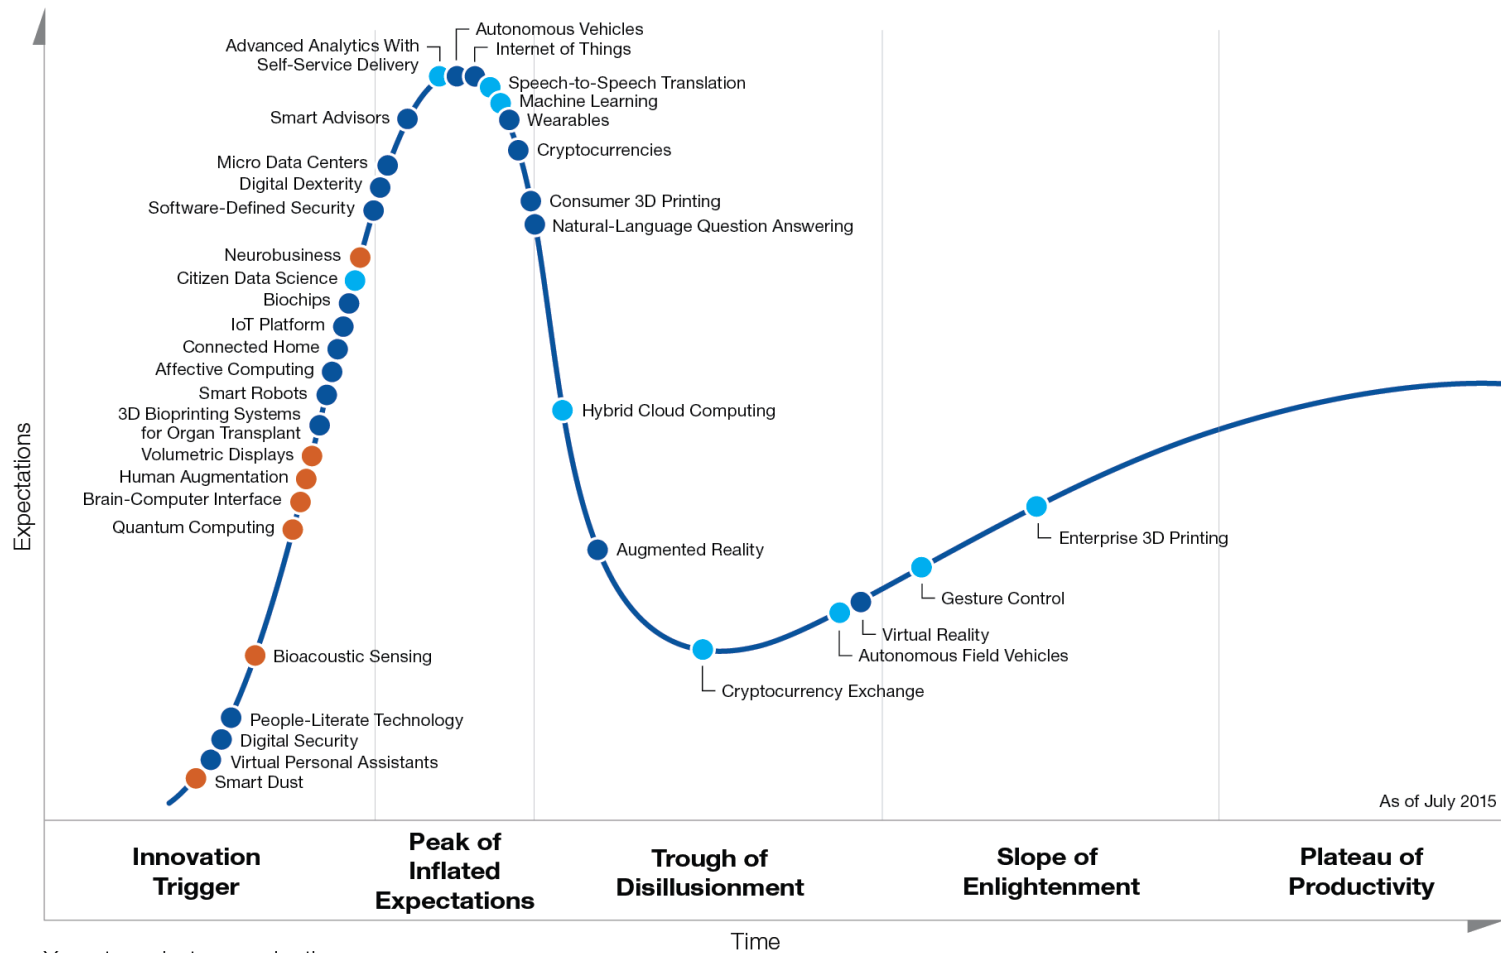 Autonomous Vehicles
Advanced Analytics With
Self-Service Delivery
Internet of Things
Speech-to-Speech Translation
Machine Learning
Wearables
Smart Advisors
Cryptocurrencies
Micro Data Centers
Digital Dexterity
Software-Defined Security
Consumer 3D Printing
Natural-Language Question Answering
Neurobusiness
Citizen Data Science
Biochips
IoT Platform
Connected Home
Affective Computing
Smart Robots
3D Bioprinting Systems
for Organ Transplant
Volumetric Displays
Human Augmentation
Brain-Computer Interface
Quantum Computing
Hybrid Cloud Computing
Augmented Reality
Enterprise 3D Printing
Gesture Control
Virtual Reality
Autonomous Field Vehicles
Cryptocurrency Exchange
Bioacoustic Sensing
People-Literate Technology
Digital Security
Virtual Personal Assistants
Smart Dust
Expectations
As of July 2015
Innovation
Trigger
Peak of
Inflated
Expectations
Trough of
Disillusionment
Slope of
Enlightenment
Plateau of
Productivity
Time